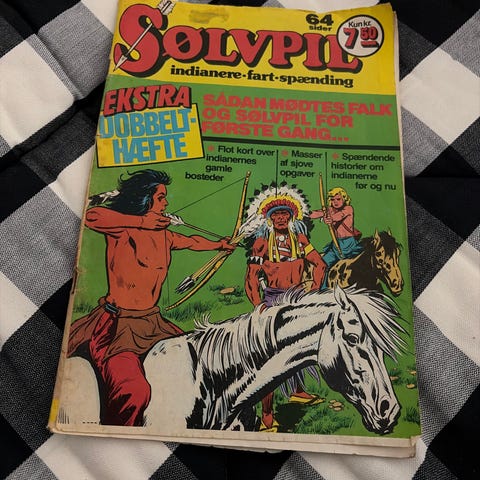 SØLVPIL
64
sider
Kun kr.
7 50
indianere·fart·spænding
EKSTRA
DOBBELT-
HÆFTE
SÅDAN MØDTES FALK
OG SØLVPIL FOR
FØRSTE GANG....
Flot kort over
indianernes
gamle
bosteder
Masser
af sjove
opgaver
Spændende
historier om
indianerne
før og nu